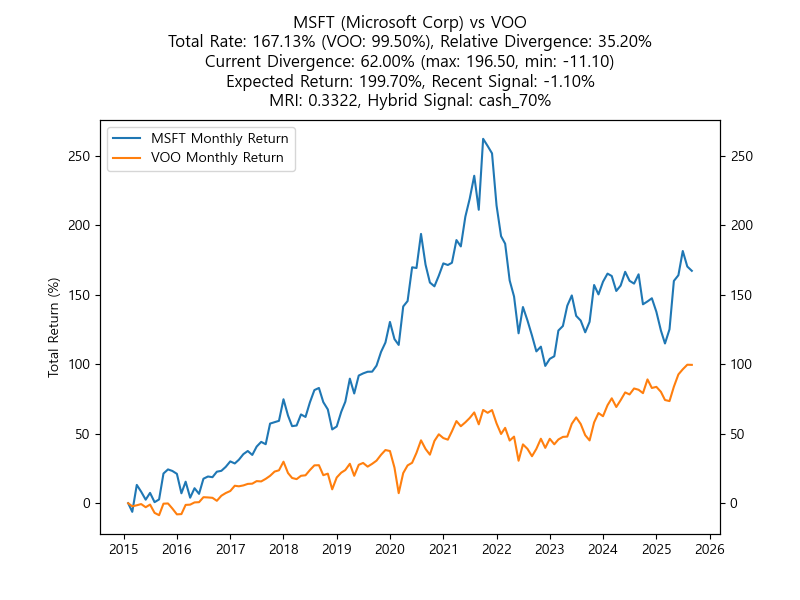 MSFT (Microsoft Corp) vs VOO
Total Rate: 167.13% (VOO: 99.50%), Relative Divergence: 35.20%
Current Divergence: 62.00% (max: 196.50, min: -11.10)
Expected Return: 199.70%, Recent Signal: -1.10%
MRI: 0.3322, Hybrid Signal: cash_70%
MSFT Monthly Return
VOO Monthly Return
Total Return (%)
250
200
150
100
50
0
250
200
150
100
50
0
2015 2016 2017 2018 2019 2020 2021 2022 2023 2024 2025 2026